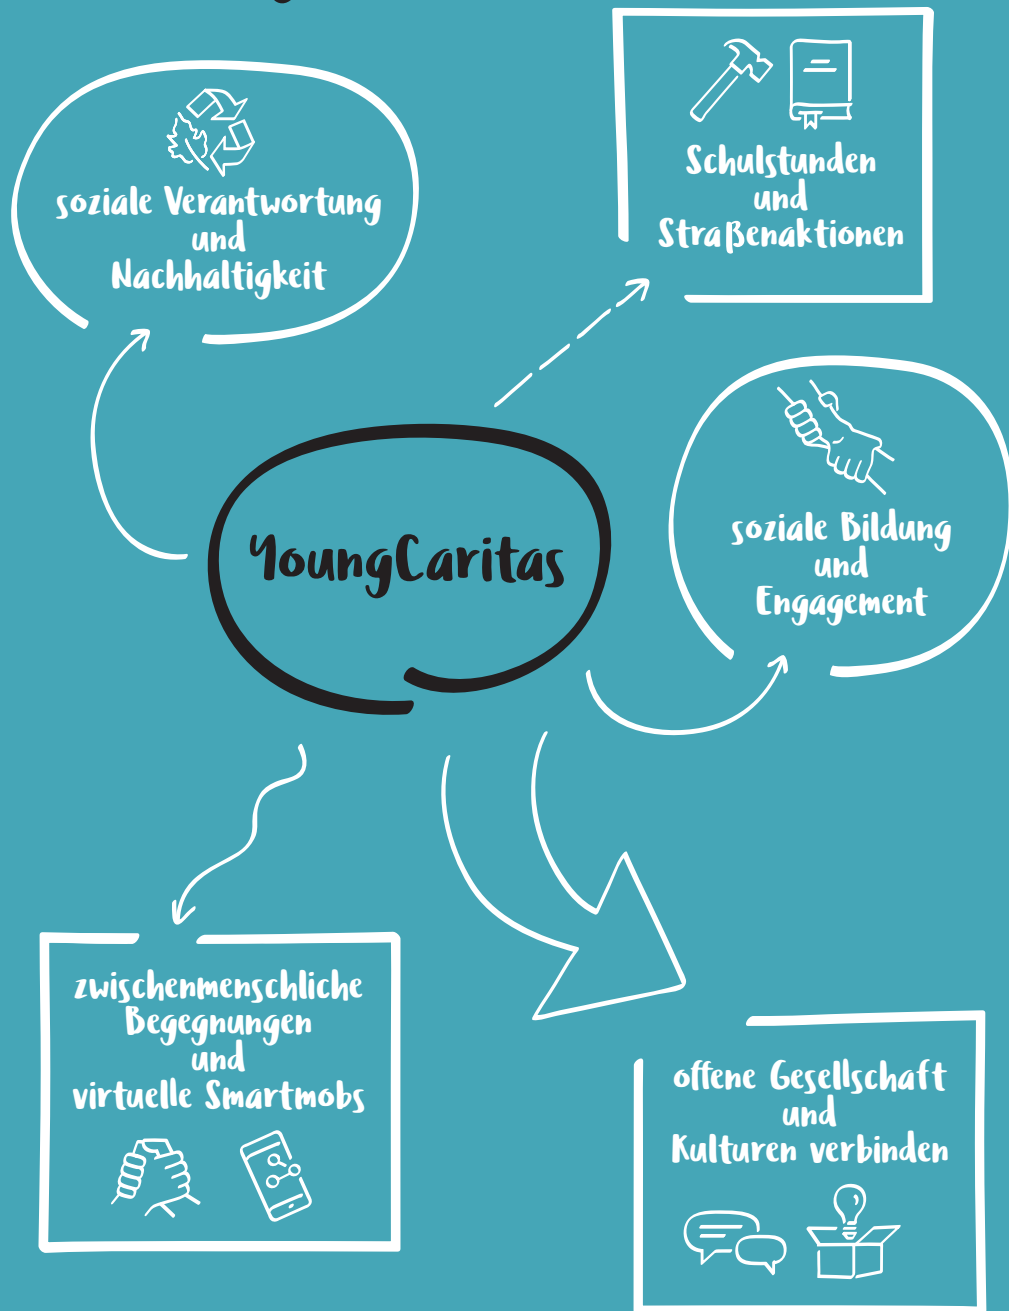 soziale Verantwortung
und
Nachhaltigkeit
Schulstunden
und
Straßenaktionen
YoungCaritas
soziale Bildung
und
Engagement
zwischenmenschliche
Begegnungen
und
virtuelle Smartmobs
offene Gesellschaft
und
Kulturen verbinden